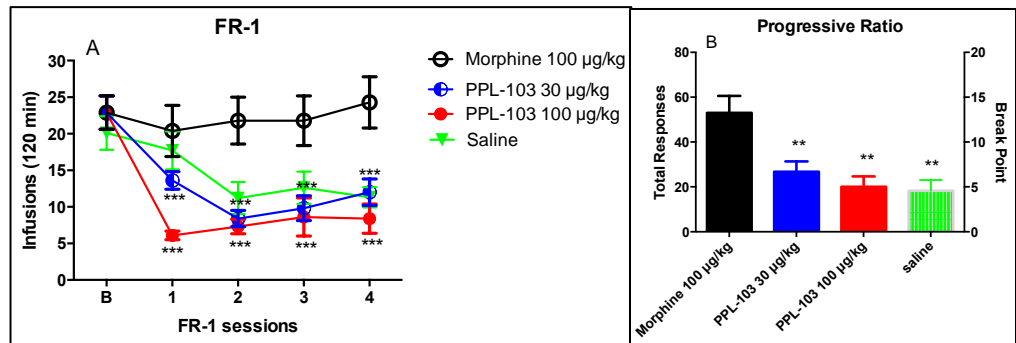 FR-1
A
Infusions (120 min)
30
25
20
15
10
5
0
B
1
2
3
4
FR-1 sessions
***
***
***
***
***
***
***
Morphine 100 µg/kg
PPL-103 30 µg/kg
PPL-103 100 µg/kg
Saline
Progressive Ratio
B
Total Responses
80
60
40
20
0
**
**
**
20
15
10
5
0
Break Point
Morphine 100 µg/kg
PPL-103 30 µg/kg
PPL-103 100 µg/kg
saline